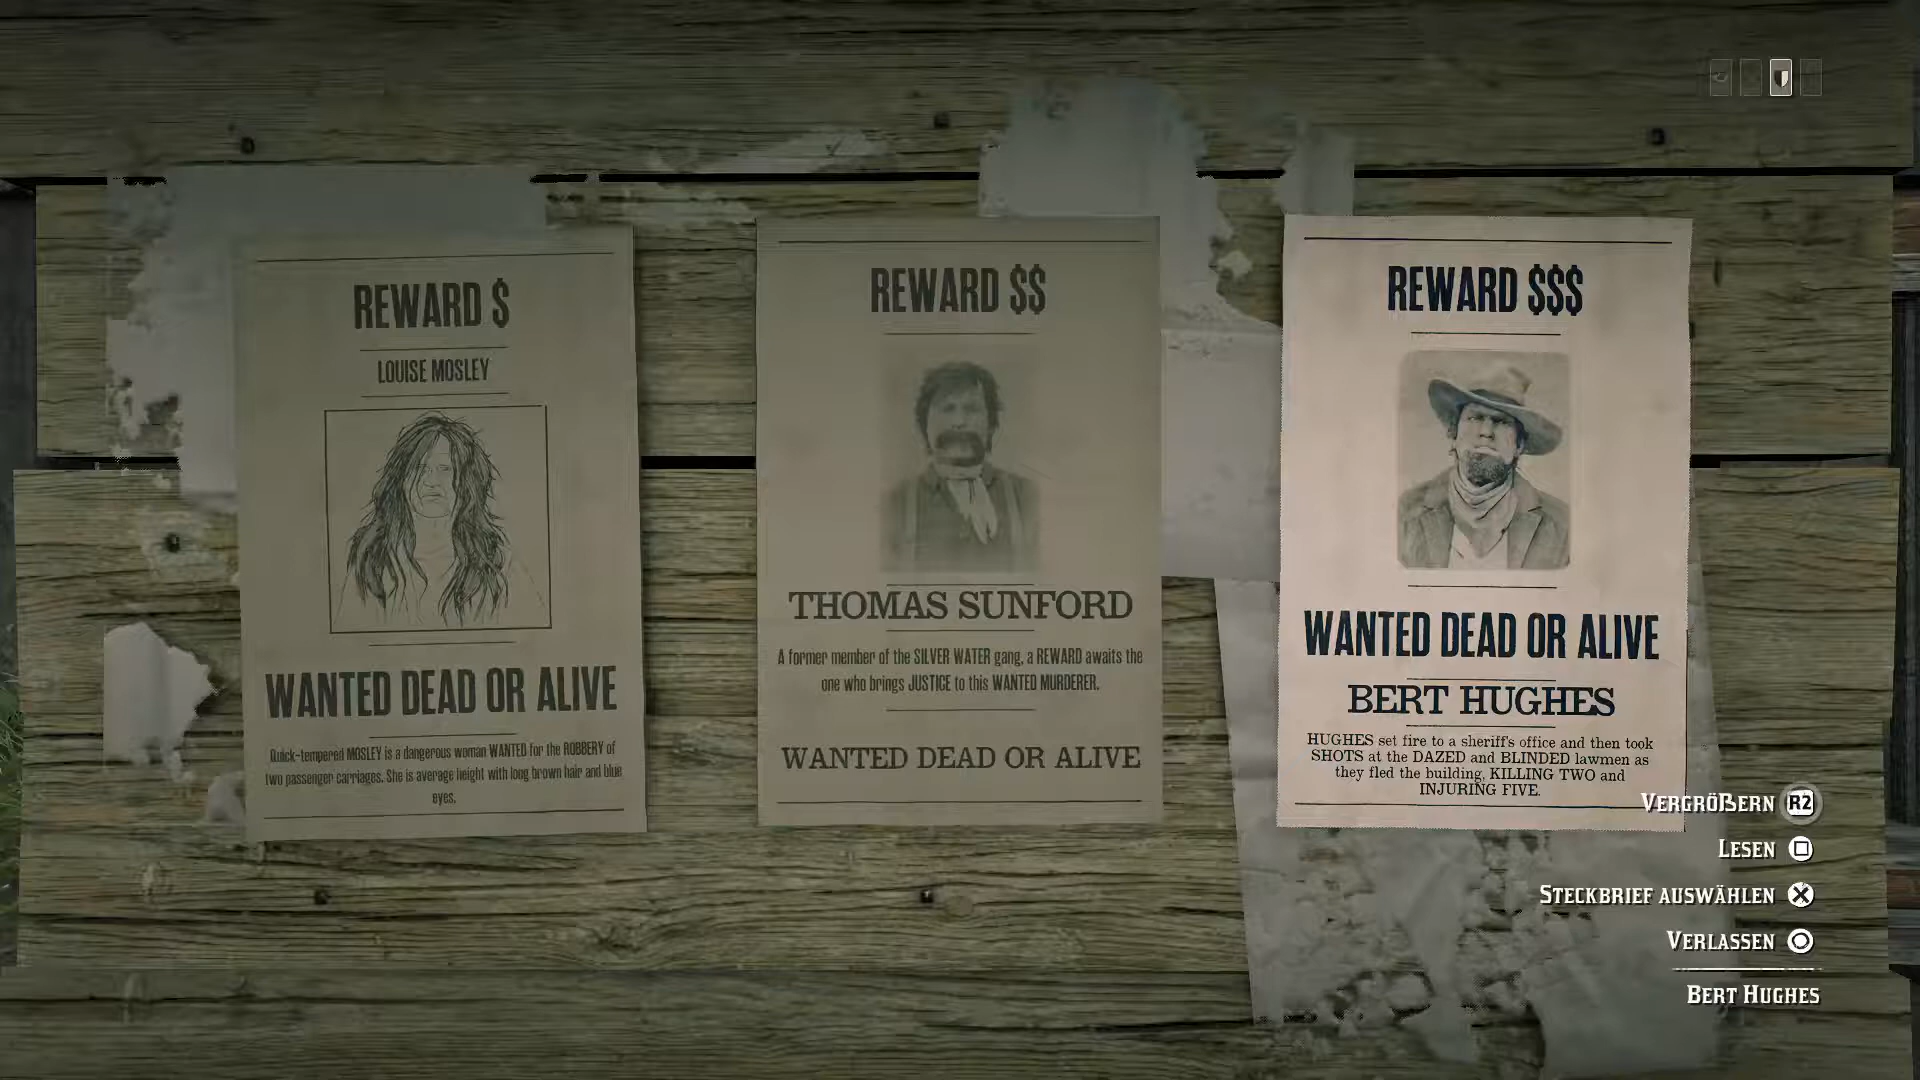 REWARD $
LOUISE MOSLEY
WANTED DEAD OR ALIVE
Quick-tempered MOSLEY is a dangerous woman WANTED for the ROBBERY of
two passenger carriages. She is average height with long brown hair and blue
eyes.
REWARD $$
THOMAS SUNFORD
A former member of the SILVER WATER gang, a REWARD awaits the
one who brings JUSTICE to this WANTED MURDERER.
WANTED DEAD OR ALIVE
REWARD $$$
WANTED DEAD OR ALIVE
BERT HUGHES
HUGHES set fire to a sheriff's office and then took
SHOTS at the DAZED and BLINDED lawmen as
they fled the building, KILLING TWO and
INJURING FIVE.
VERGRÖẞERN R2
LESEN
STECKBRIEF AUSWÄHLEN
VERLASSEN
BERT HUGHES